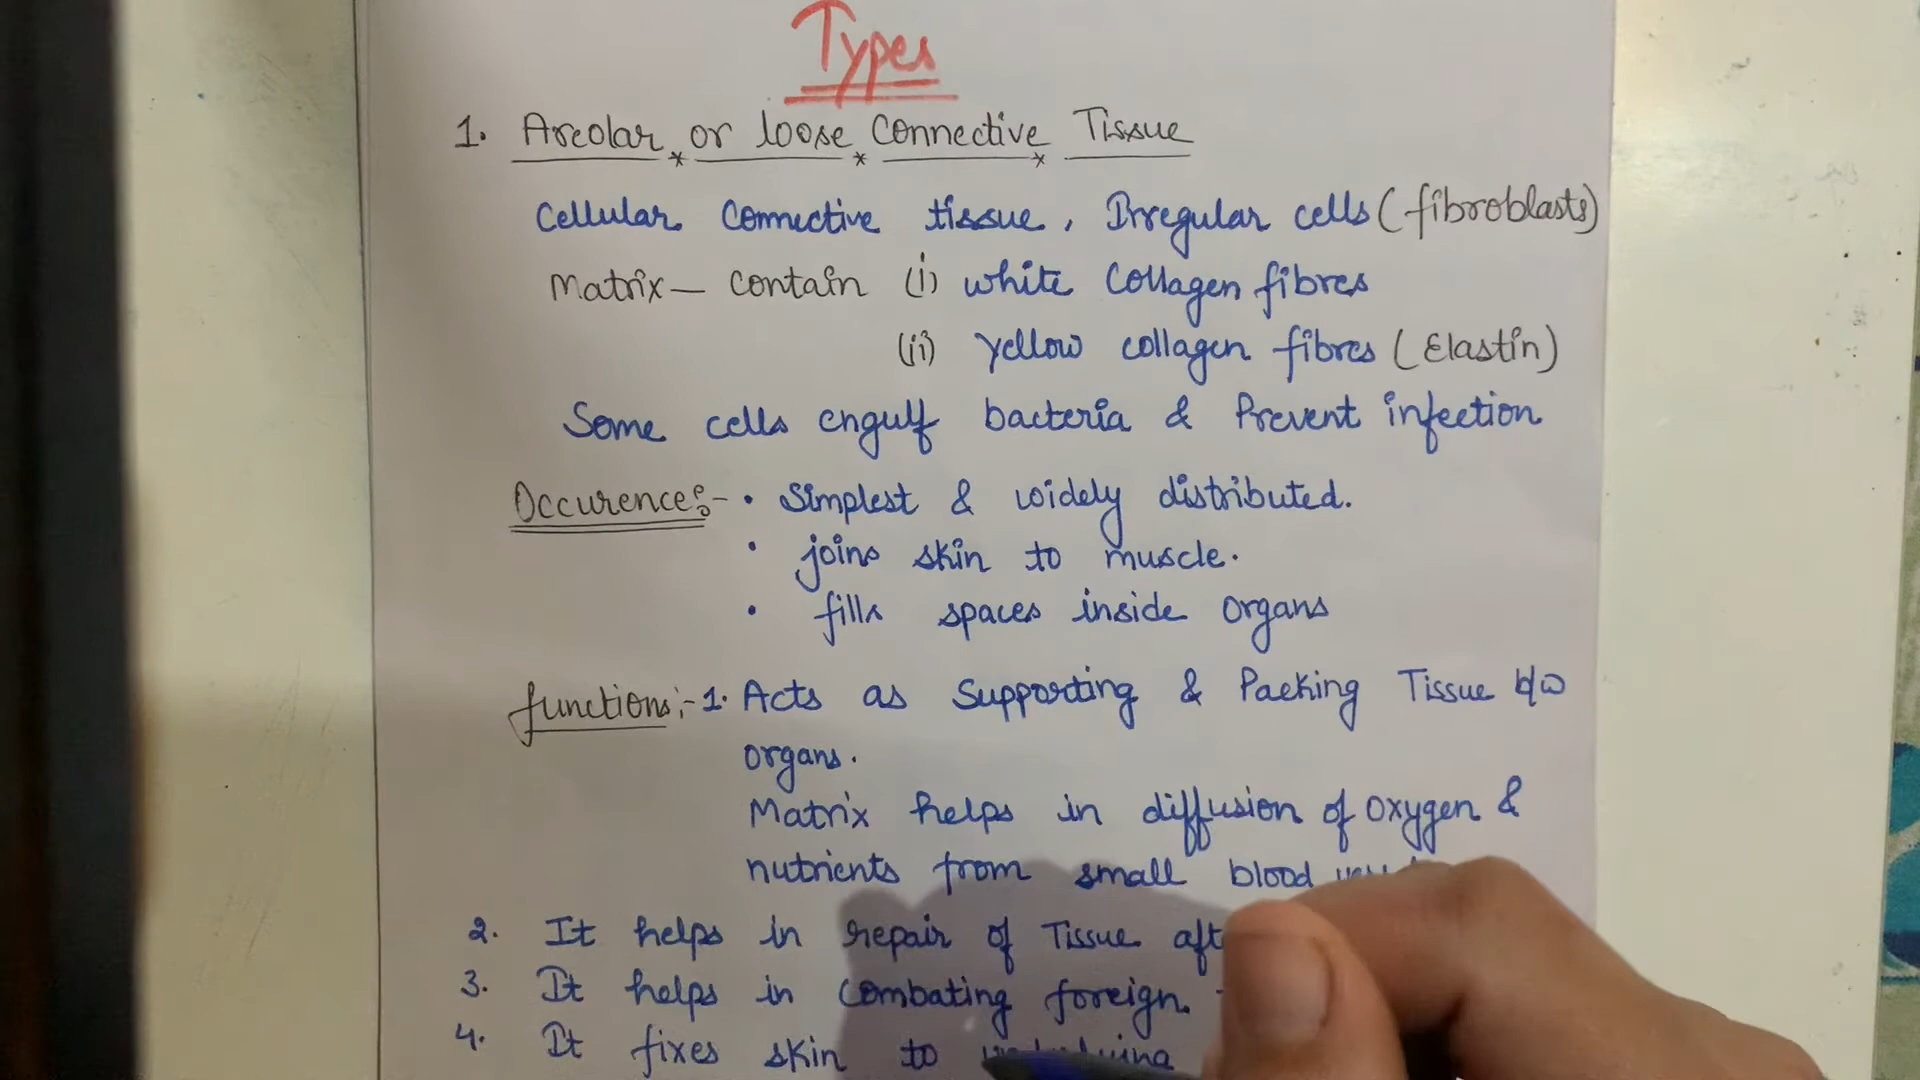 Types
1. Areolar or loose Connective Tissue
Cellular Connective tissue, Irregular cells (fibroblasts)
Matrix – contain (i) white Collagen fibres
(ii) yellow collagen fibres (Elastin)
Some cells engulf bacteria & Prevent infection
Occurence:- • Simplest & widely distributed.
• joins skin to muscle.
• fills spaces inside organs
functions:- 1. Acts as Supporting & Packing Tissue b/w
organs.
Matrix helps in diffusion of oxygen &
nutrients from small blood
2. It helps in repair of Tissue
3. It helps in combating foreign
4. It fixes skin to underlying